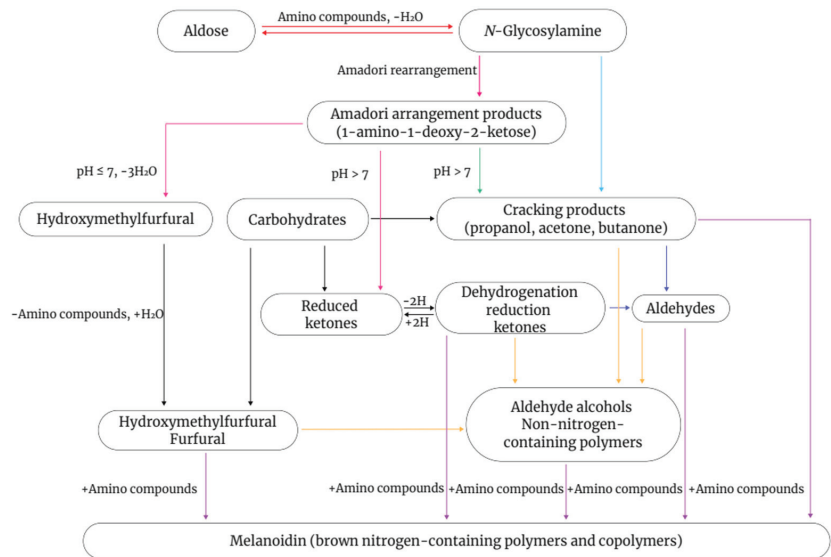 Amino compounds, -H₂O
Aldose
N-Glycosylamine
Amadori rearrangement
Amadori arrangement products
(1-amino-1-deoxy-2-ketose)
pH ≤ 7, -3H₂O
pH > 7
pH > 7
Hydroxymethylfurfural
Carbohydrates
Cracking products
(propanol, acetone, butanone)
-Amino compounds, +H₂O
Reduced
ketones
-2H
+2H
Dehydrogenation
reduction
ketones
Aldehydes
Hydroxymethylfurfural
Furfural
Aldehyde alcohols
Non-nitrogen-
containing polymers
+Amino compounds
+Amino compounds
+Amino compounds
+Amino compounds
+Amino compounds
Melanoidin (brown nitrogen-containing polymers and copolymers)